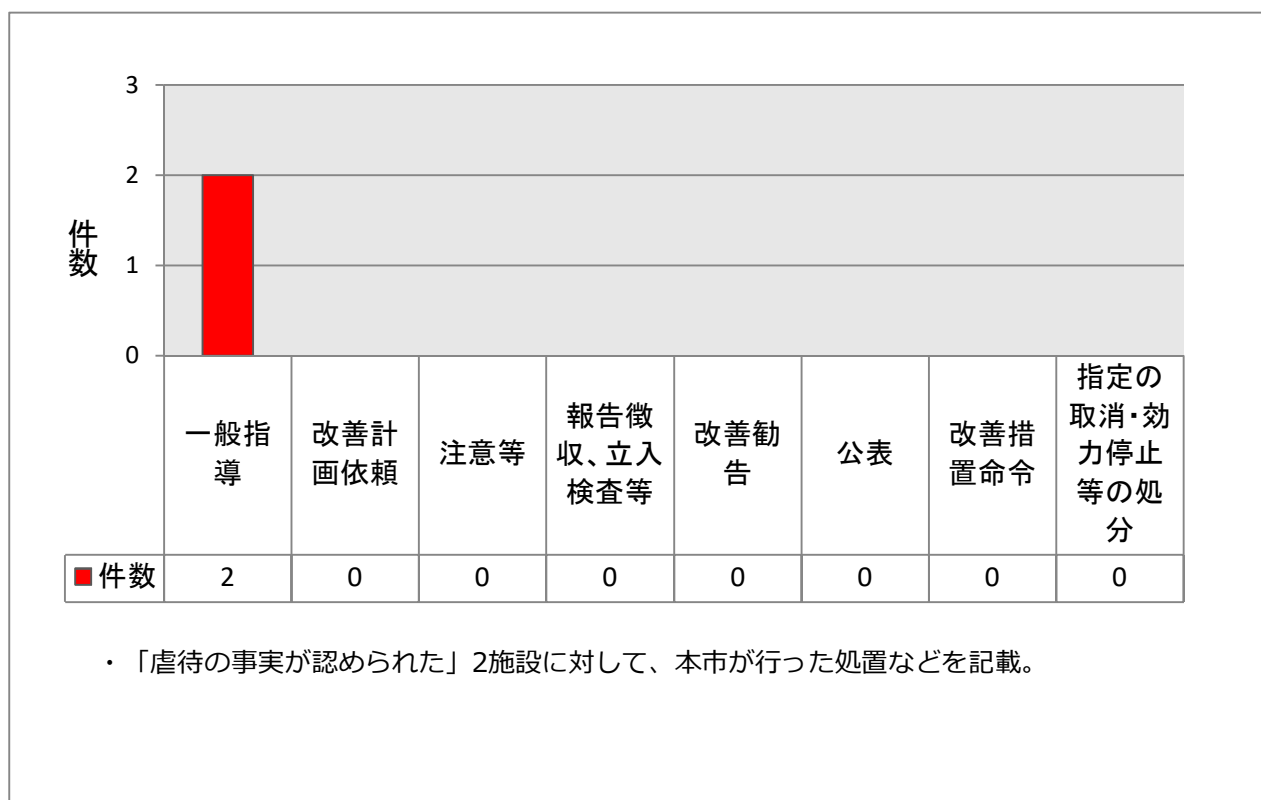 3
2
1
0
件数
一般指
導
改善計
画依頼
注意等
報告徴
収、立入
検査等
改善勧
告
公表
改善措
置命令
指定の
取消・効
力停止
等の処
分
件数 2 0 0 0 0 0 0 0
・「虐待の事実が認められた」2施設に対して、本市が行った処置などを記載。